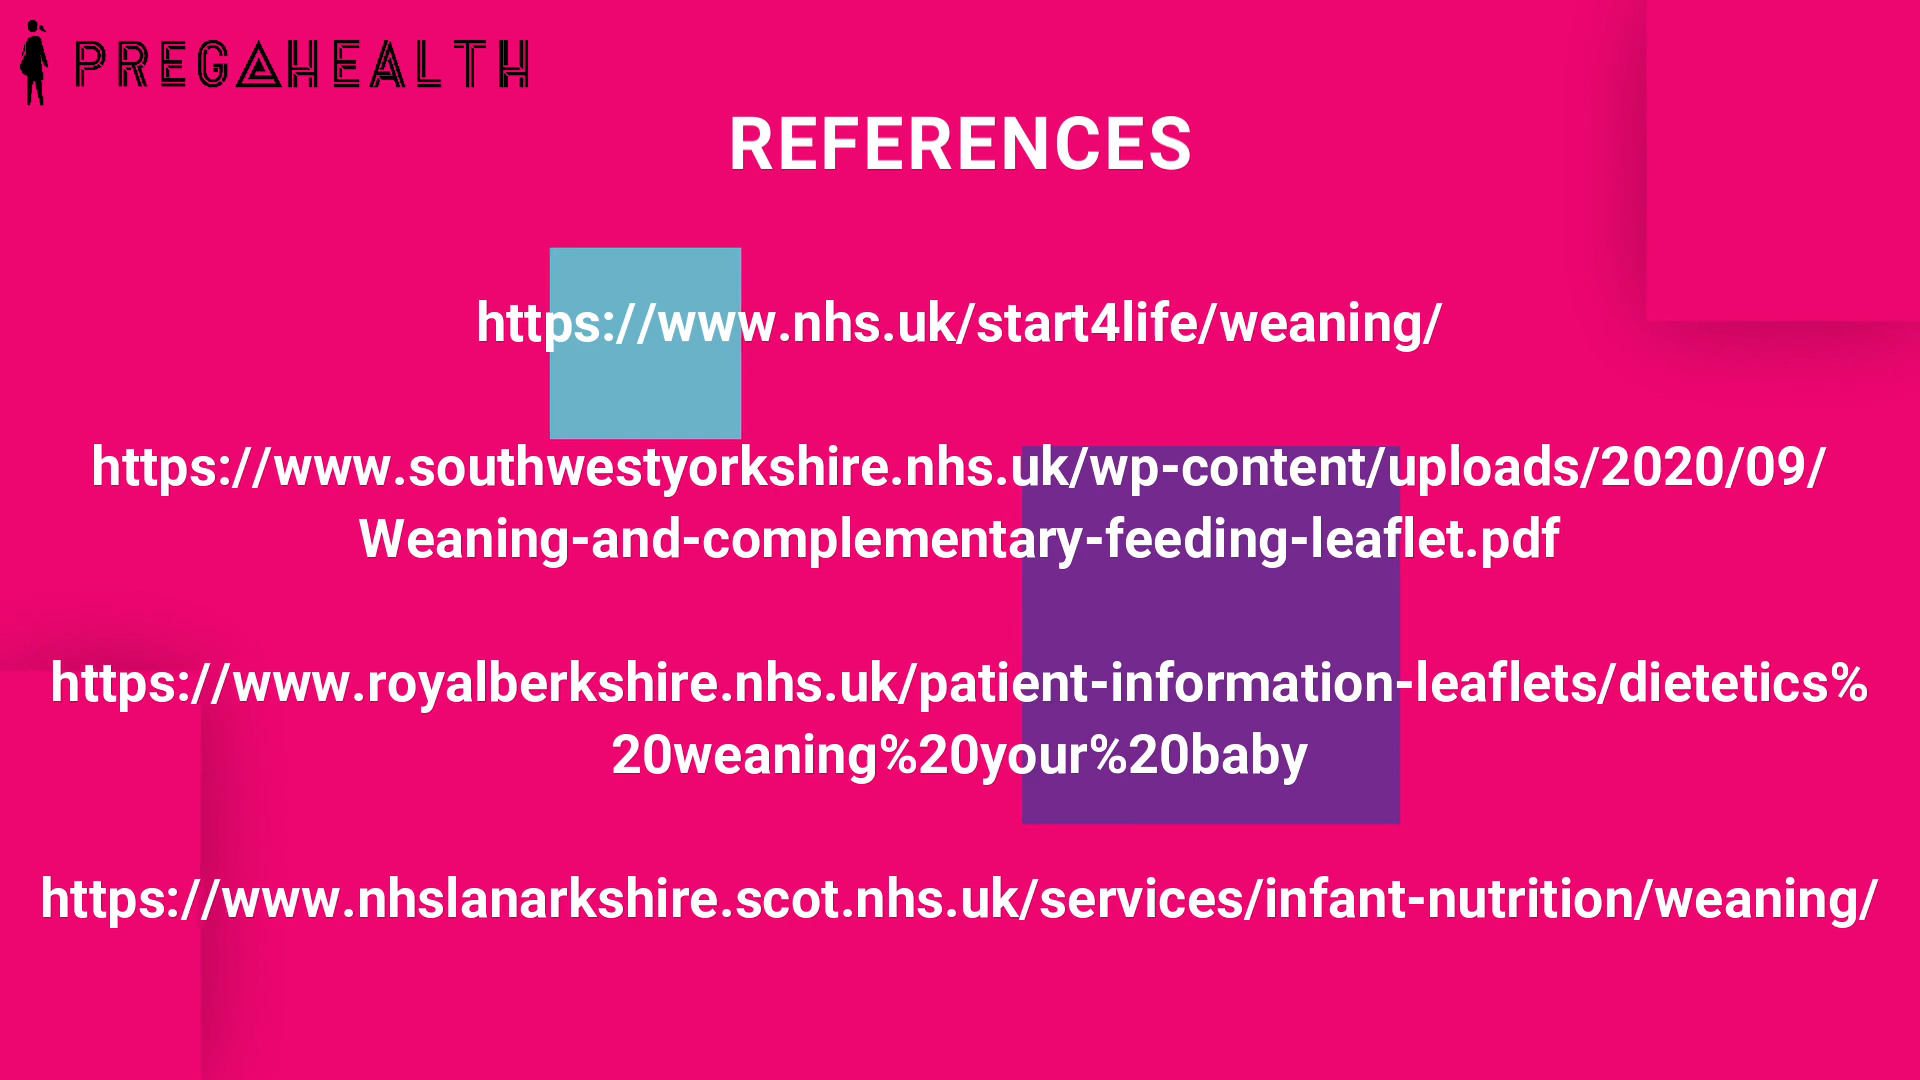 PREGAHEALTH
REFERENCES
https://www.nhs.uk/start4life/weaning/
https://www.southwestyorkshire.nhs.uk/wp-content/uploads/2020/09/
Weaning-and-complementary-feeding-leaflet.pdf
https://www.royalberkshire.nhs.uk/patient-information-leaflets/dietetics%
20weaning%20your%20baby
https://www.nhslanarkshire.scot.nhs.uk/services/infant-nutrition/weaning/